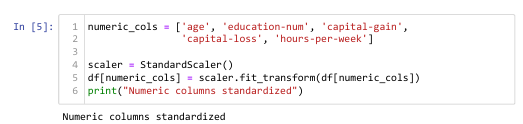 In [5]:
1 numeric_cols = ['age', 'education-num', 'capital-gain',
2                 'capital-loss', 'hours-per-week']
3
4 scaler = StandardScaler()
5 df[numeric_cols] = scaler.fit_transform(df[numeric_cols])
6 print("Numeric columns standardized")
Numeric columns standardized